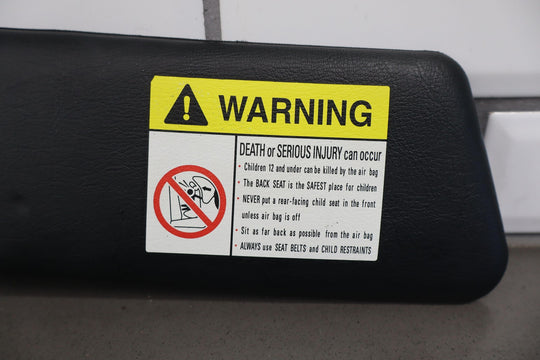 WARNING
DEATH or SERIOUS INJURY can occur
• Children 12 and under can be killed by the air bag
• The BACK SEAT is the SAFEST place for children
• NEVER put a rear-facing child seat in the front
unless air bag is off
• Sit as far back as possible from the air bag
• ALWAYS use SEAT BELTS and CHILD RESTRAINTS